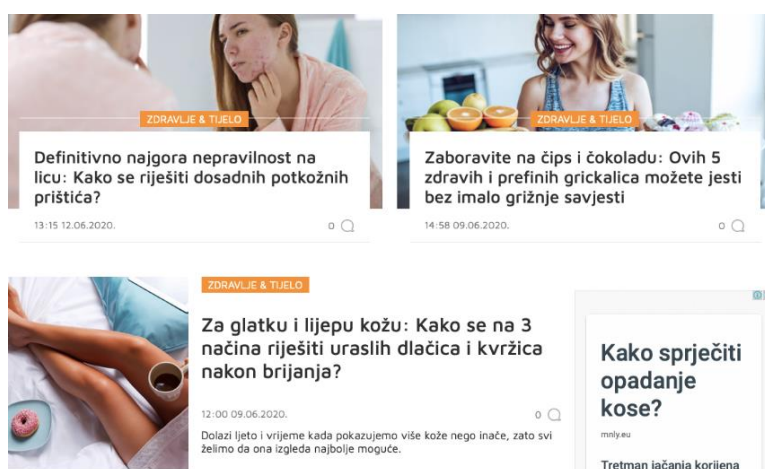 ZDRAVLJE & TIJELO
Definitivno najgora nepravilnost na
licu: Kako se riješiti dosadnih potkožnih
prištića?
13:15 12.06.2020.
0
ZDRAVLJE & TIJELO
Zaboravite na čips i čokoladu: Ovih 5
zdravih i prefinih grickalica možete jesti
bez imalo grižnje savjesti
14:58 09.06.2020.
0
ZDRAVLJE & TIJELO
Za glatku i lijepu kožu: Kako se na 3
načina riješiti uraslih dlačica i kvržica
nakon brijanja?
12:00 09.06.2020.
0
Dolazi ljeto i vrijeme kada pokazujemo više kože nego inače, zato svi
želimo da ona izgleda najbolje moguće.
Kako spriječiti
opadanje
kose?
mnly.eu
Tretman jačanja korijena